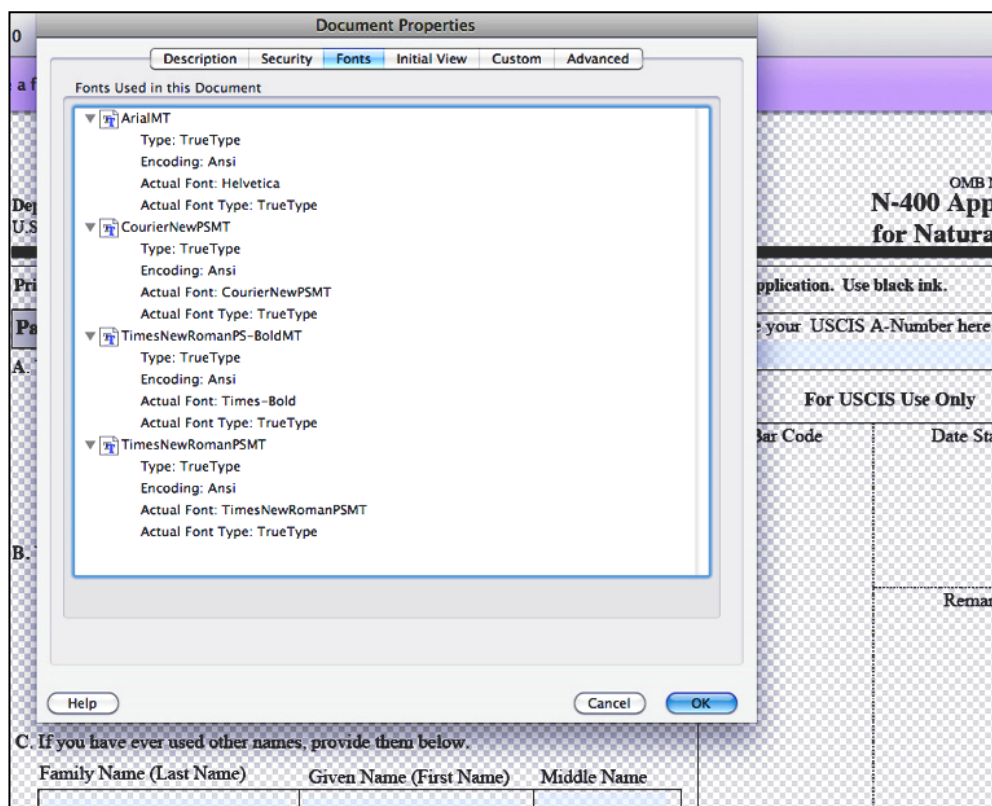 Document Properties
Description Security Fonts Initial View Custom Advanced
Fonts Used in this Document
ArialMT
Type: TrueType
Encoding: Ansi
Actual Font: Helvetica
Actual Font Type: TrueType
CourierNewPSMT
Type: TrueType
Encoding: Ansi
Actual Font: CourierNewPSMT
Actual Font Type: TrueType
TimesNewRomanPS-BoldMT
Type: TrueType
Encoding: Ansi
Actual Font: Times-Bold
Actual Font Type: TrueType
TimesNewRomanPSMT
Type: TrueType
Encoding: Ansi
Actual Font: TimesNewRomanPSMT
Actual Font Type: TrueType
Help Cancel OK
0
a f
Dep
U.S
Pri
Pa
A.
B.
OMB N
N-400 App
for Natura
pplication. Use black ink.
your USCIS A-Number here
For USCIS Use Only
Bar Code Date Sta
Remar
C. If you have ever used other names, provide them below.
Family Name (Last Name) Given Name (First Name) Middle Name